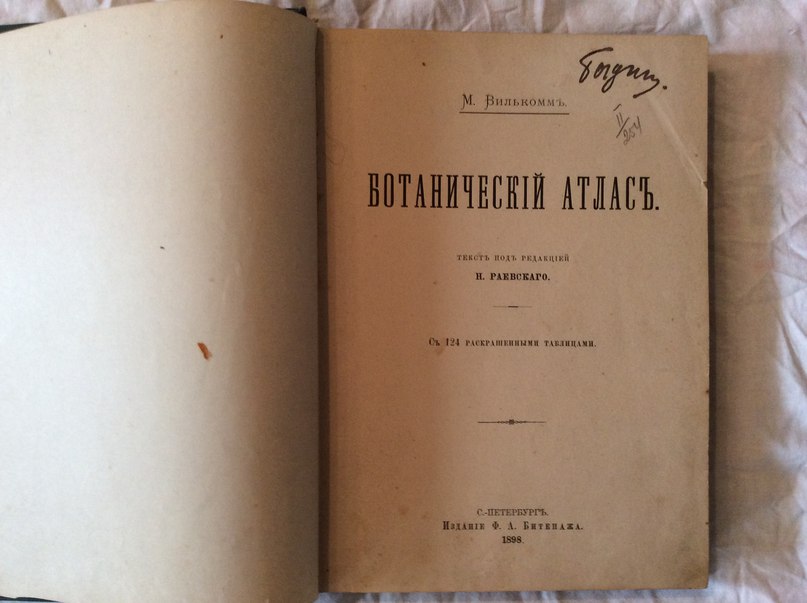 М. Вилькоммъ.
БОТАНИЧЕСКІЙ АТЛАСЪ.
ТЕКСТЪ ПОДЪ РЕДАКЦІЕЙ
Н. РАЕВСКАГО.
Съ 124 РАСКРАШЕННЫМИ ТАБЛИЦАМИ.
С.-ПЕТЕРБУРГЪ.
Изданіе Ф. А. Битепажа.
1898.